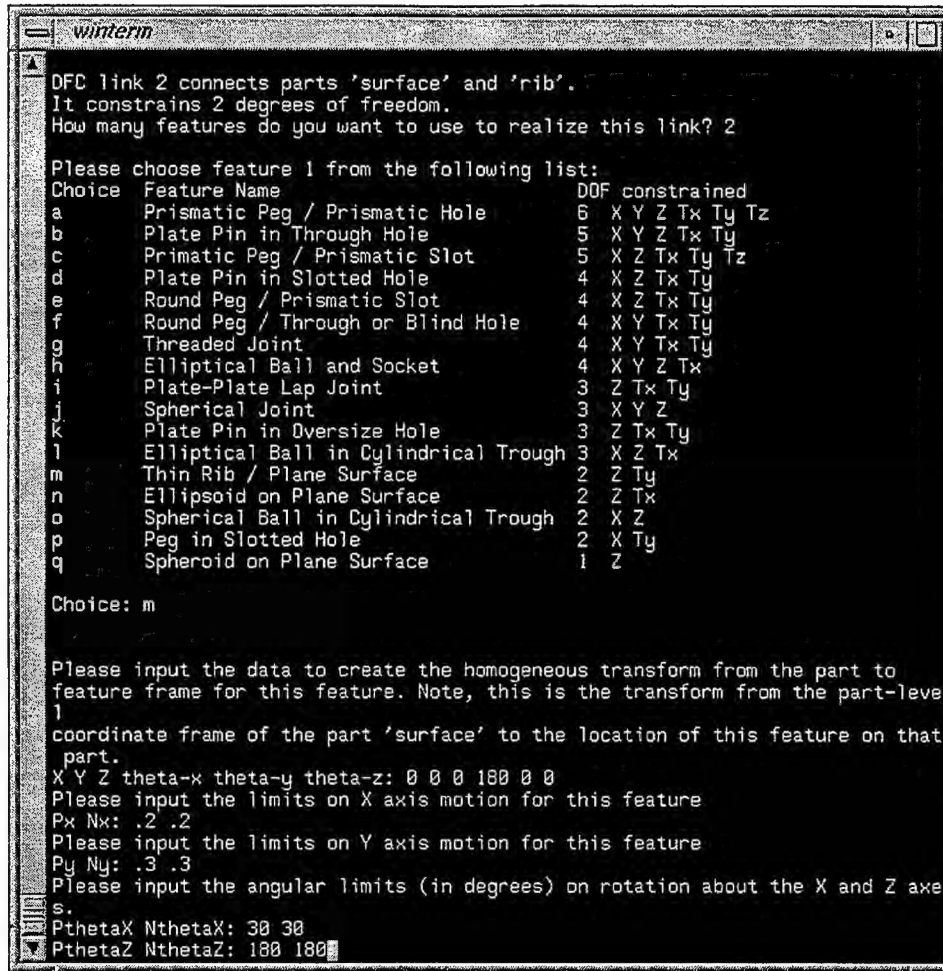 winterm
DFC link 2 connects parts 'surface' and 'rib'.
It constrains 2 degrees of freedom.
How many features do you want to use to realize this link? 2
Please choose feature 1 from the following list:
Choice Feature Name DOF constrained
a Prismatic Peg / Prismatic Hole 6 X Y Z Tx Ty Tz
b Plate Pin in Through Hole 5 X Y Z Tx Ty
c Primatic Peg / Prismatic Slot 5 X Z Tx Ty Tz
d Plate Pin in Slotted Hole 4 X Z Tx Ty
e Round Peg / Prismatic Slot 4 X Z Tx Ty
f Round Peg / Through or Blind Hole 4 X Y Tx Ty
g Threaded Joint 4 X Y Tx Ty
h Elliptical Ball and Socket 4 X Y Z Tx
i Plate-Plate Lap Joint 3 Z Tx Ty
j Spherical Joint 3 X Y Z
k Plate Pin in Oversize Hole 3 Z Tx Ty
l Elliptical Ball in Cylindrical Trough 3 X Z Tx
m Thin Rib / Plane Surface 2 Z Ty
n Ellipsoid on Plane Surface 2 Z Tx
o Spherical Ball in Cylindrical Trough 2 X Z
p Peg in Slotted Hole 2 X Ty
q Spheroid on Plane Surface 1 Z
Choice: m
Please input the data to create the homogeneous transform from the part to
feature frame for this feature. Note, this is the transform from the part-leve
l
coordinate frame of the part 'surface' to the location of this feature on that
part.
X Y Z theta-x theta-y theta-z: 0 0 0 180 0 0
Please input the limits on X axis motion for this feature
Px Nx: .2 .2
Please input the limits on Y axis motion for this feature
Py Ny: .3 .3
Please input the angular limits (in degrees) on rotation about the X and Z axe
s.
PthetaX NthetaX: 30 30
PthetaZ NthetaZ: 180 180